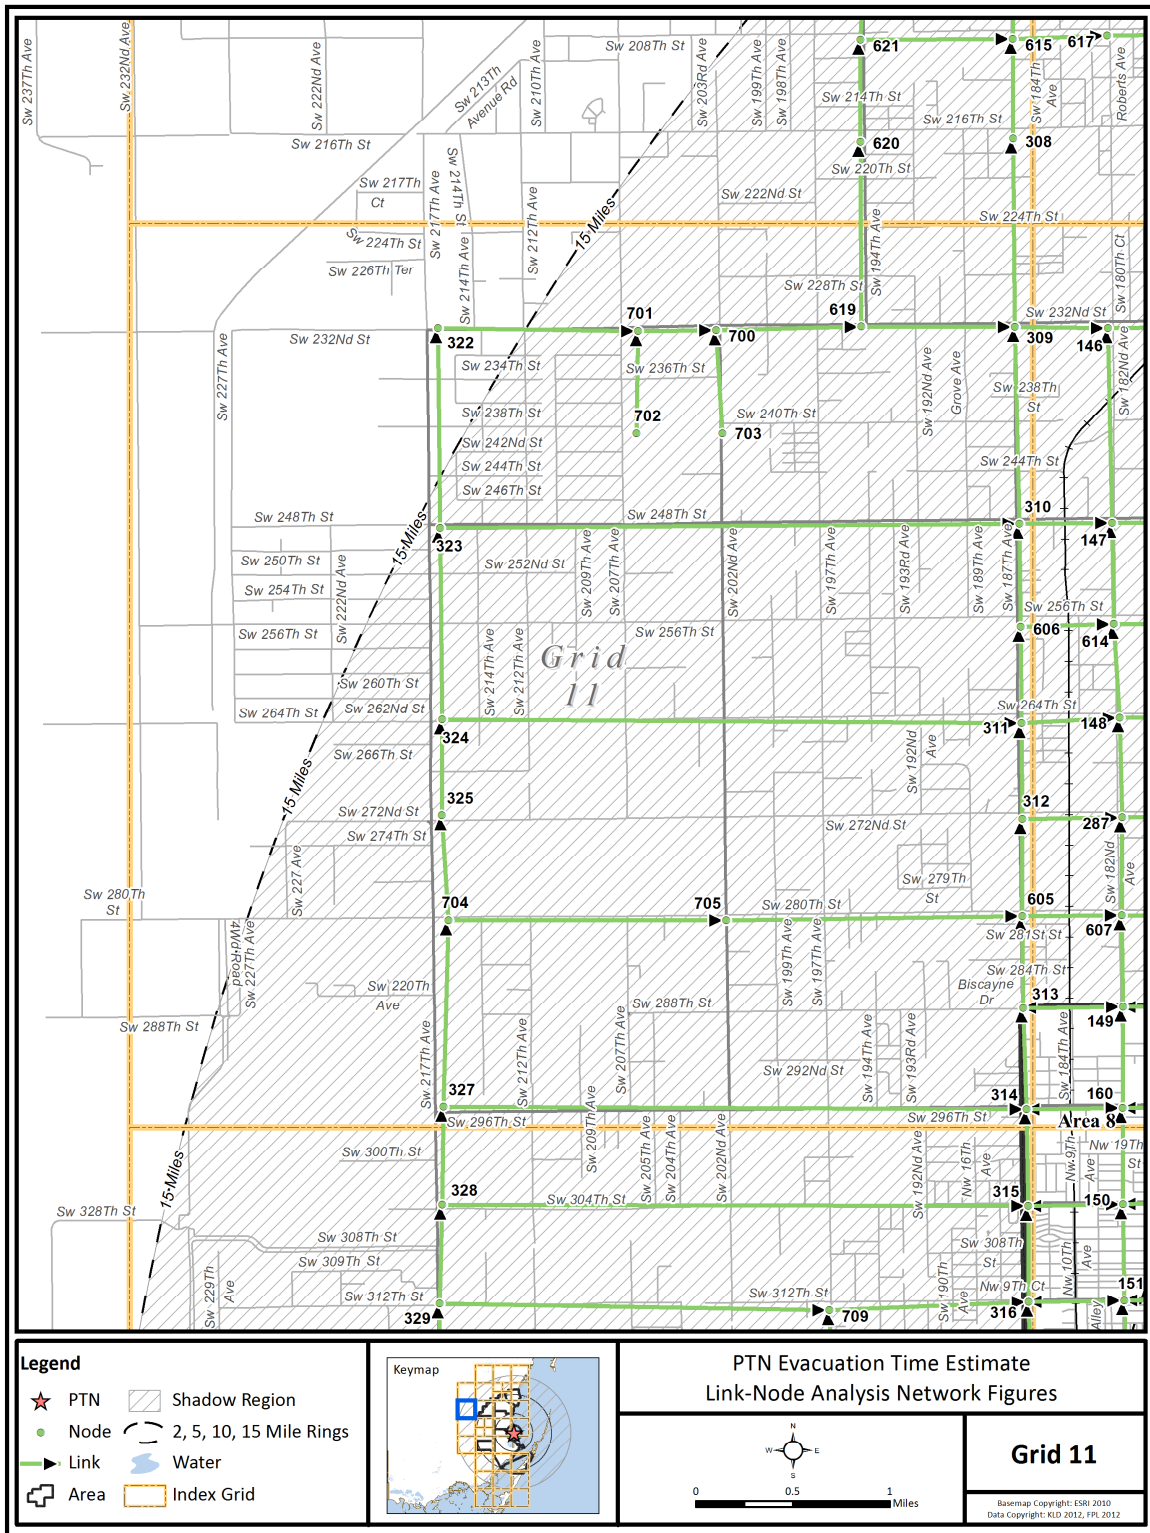 Sw 237Th Ave
Sw 232Nd Ave
Sw 222Nd Ave
Sw 213Th
Avenue Rd
Sw 210Th Ave
Sw 208Th St
Sw 203Rd Ave
Sw 199Th Ave
Sw 198Th Ave
621
615
617
Sw 184Th
Ave
Roberts Ave
Sw 214Th St
Sw 216Th St
Sw 216Th St
620
308
Sw 220Th St
Sw 217Th
Ct
Sw 217Th Ave
Sw 214Th St
Sw 212Th Ave
Sw 222Nd St
Sw 224Th St
Sw 224Th St
15 Miles
Sw 226Th Ter
Sw 214Th Ave
Sw 194Th Ave
Sw 180Th Ct
Sw 228Th St
619
701
700
Sw 232Nd St
Sw 232Nd St
322
309
146
Sw 227Th Ave
Sw 234Th St
Sw 236Th St
Sw 192Nd Ave
Grove Ave
Sw 238Th
St
Sw 182Nd Ave
Sw 238Th St
702
703
Sw 240Th St
Sw 242Nd St
Sw 244Th St
Sw 244Th St
Sw 246Th St
Sw 248Th St
Sw 248Th St
310
323
147
15 Miles
Sw 250Th St
Sw 252Nd St
Sw 254Th St
Sw 222Nd Ave
Sw 209Th Ave
Sw 207Th Ave
Sw 202Nd Ave
Sw 197Th Ave
Sw 193Rd Ave
Sw 189Th Ave
Sw 187Th Ave
Sw 256Th St
Sw 256Th St
Sw 256Th St
606
614
Grid
11
Sw 214Th Ave
Sw 212Th Ave
Sw 260Th St
Sw 262Nd St
Sw 264Th St
Sw 264Th St
324
311
148
Sw 266Th St
Sw 192Nd
Ave
15 Miles
325
312
Sw 272Nd St
Sw 272Nd St
287
Sw 274Th St
Sw 227 Ave
Sw 279Th
St
Sw 182Nd
Ave
Sw 280Th
St
704
705
Sw 280Th St
605
607
Sw 281St St
4Wd Road
Sw 227Th Ave
Sw 199Th Ave
Sw 197Th Ave
Sw 284Th St
Sw 220Th
Ave
Biscayne
Dr
313
Sw 288Th St
Sw 288Th St
149
Sw 217Th Ave
Sw 212Th Ave
Sw 207Th Ave
Sw 194Th Ave
Sw 193Rd Ave
Sw 184Th Ave
Sw 292Nd St
327
314
160
Sw 296Th St
Sw 296Th St
Area 8
Sw 300Th St
Sw 209Th Ave
Sw 205Th Ave
Sw 204Th Ave
Sw 202Nd Ave
Sw 192Nd Ave
Nw 16Th
Ave
Nw 9Th
Ave
Nw 19Th
St
15 Miles
328
Sw 304Th St
315
150
Sw 328Th St
Sw 308Th St
Sw 308Th
St
Sw 309Th St
Sw 229Th
Ave
Sw 190Th
Ave
Nw 10Th
Ave
Nw 9Th Ct
Sw 312Th St
Sw 312Th St
151
329
709
316
Alley
Legend
PTN
Shadow Region
Node
2, 5, 10, 15 Mile Rings
Link
Water
Area
Index Grid
Keymap
PTN Evacuation Time Estimate
Link-Node Analysis Network Figures
N
W
E
S
0
0.5
1
Miles
Grid 11
Basemap Copyright: ESRI 2010
Data Copyright: KLD 2012, FPL 2012